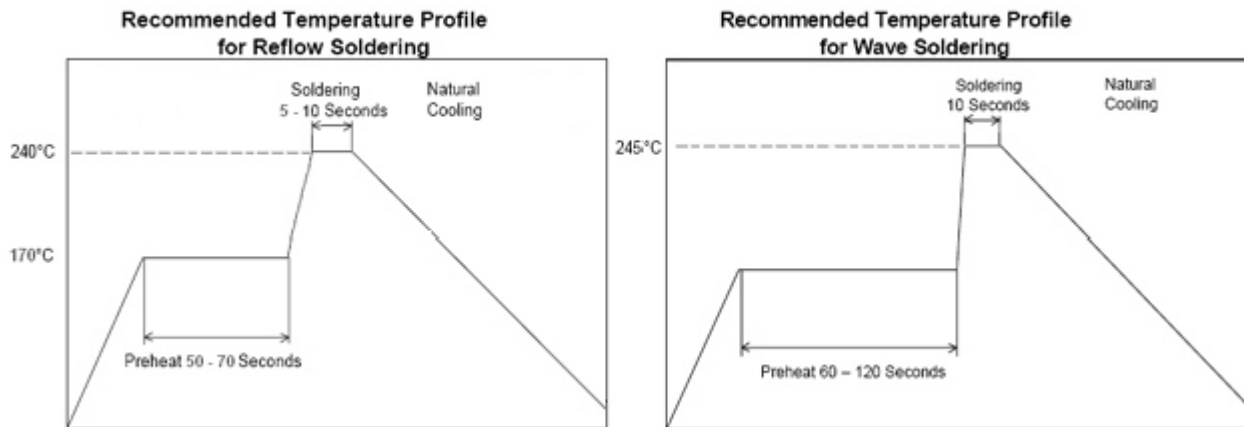 Recommended Temperature Profile
for Reflow Soldering
Soldering
5 - 10 Seconds
Natural
Cooling
240°C
170°C
Preheat 50 - 70 Seconds
Recommended Temperature Profile
for Wave Soldering
Soldering
10 Seconds
Natural
Cooling
245°C
Preheat 60 – 120 Seconds